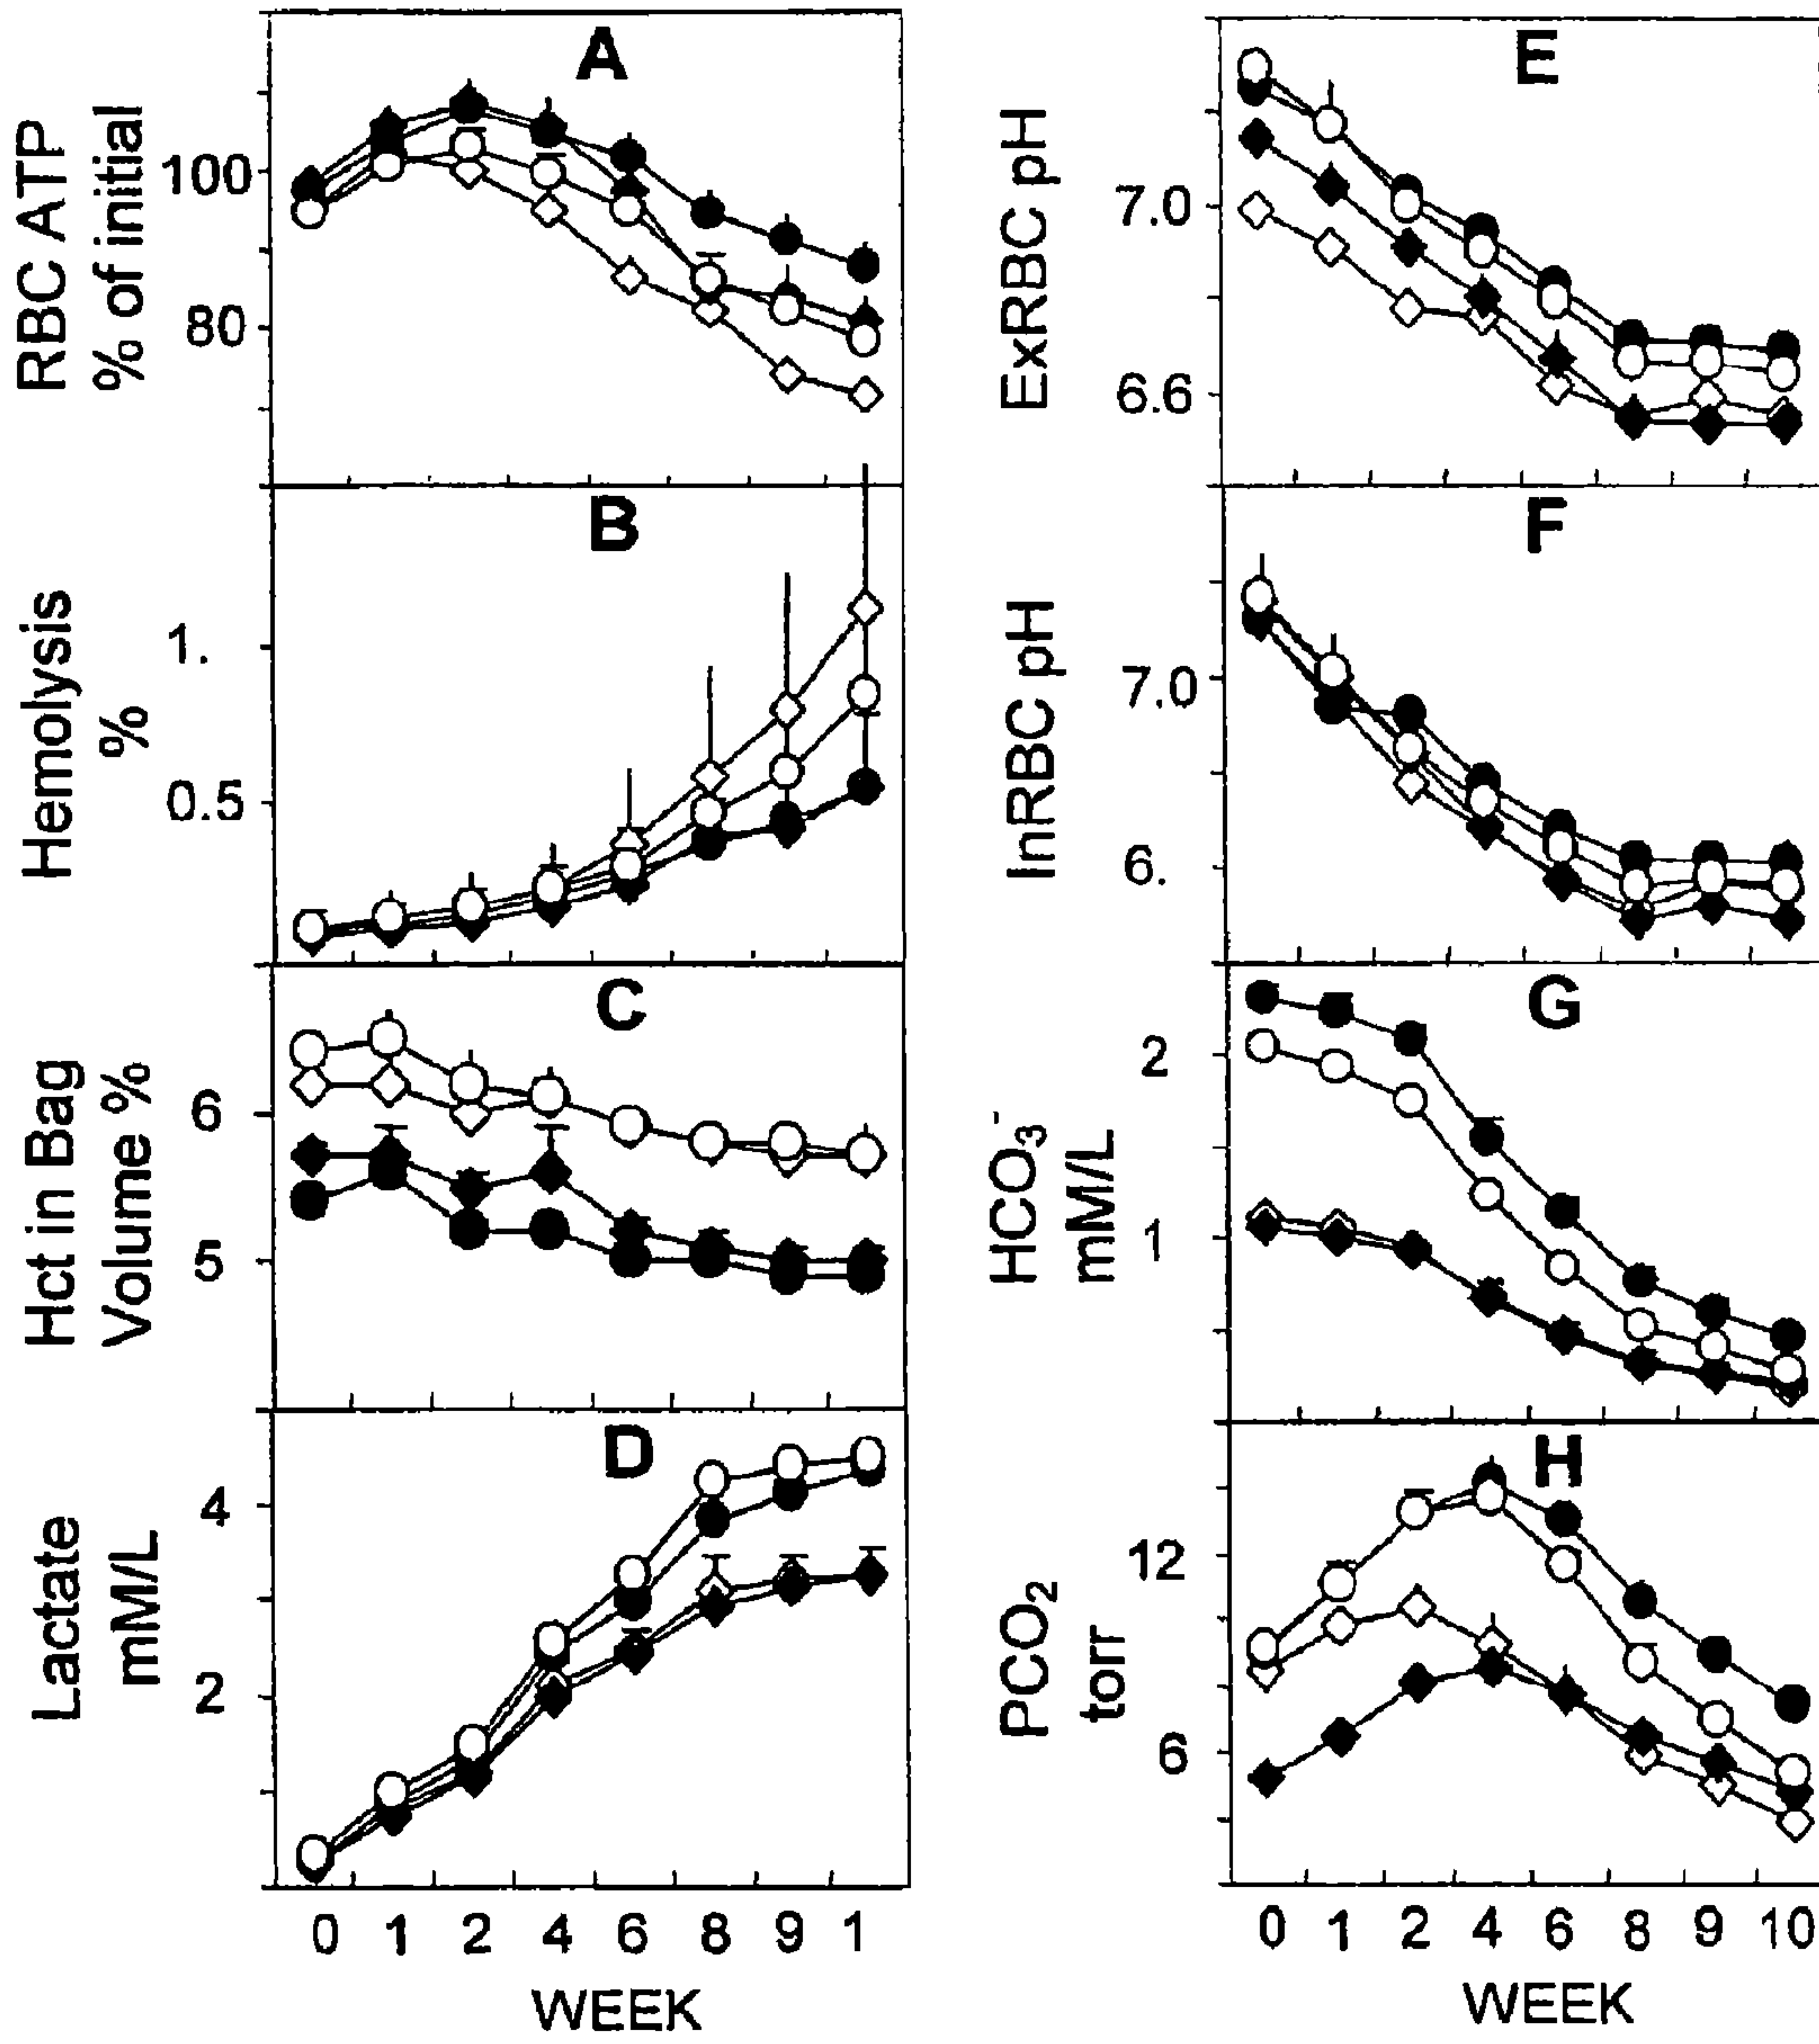 A
RBC ATP
% of initial
100
80
B
Hemolysis
%
1.
0.5
C
Hct in Bag
Volume %
6
5
D
Lactate
mM/L
4
2
0 1 2 4 6 8 9 1
WEEK
E
ExRBC pH
7.0
6.6
F
InRBC pH
7.0
6.
G
HCO₃⁻
mM/L
2
1
H
PCO₂
torr
12
6
0 1 2 4 6 8 9 10
WEEK